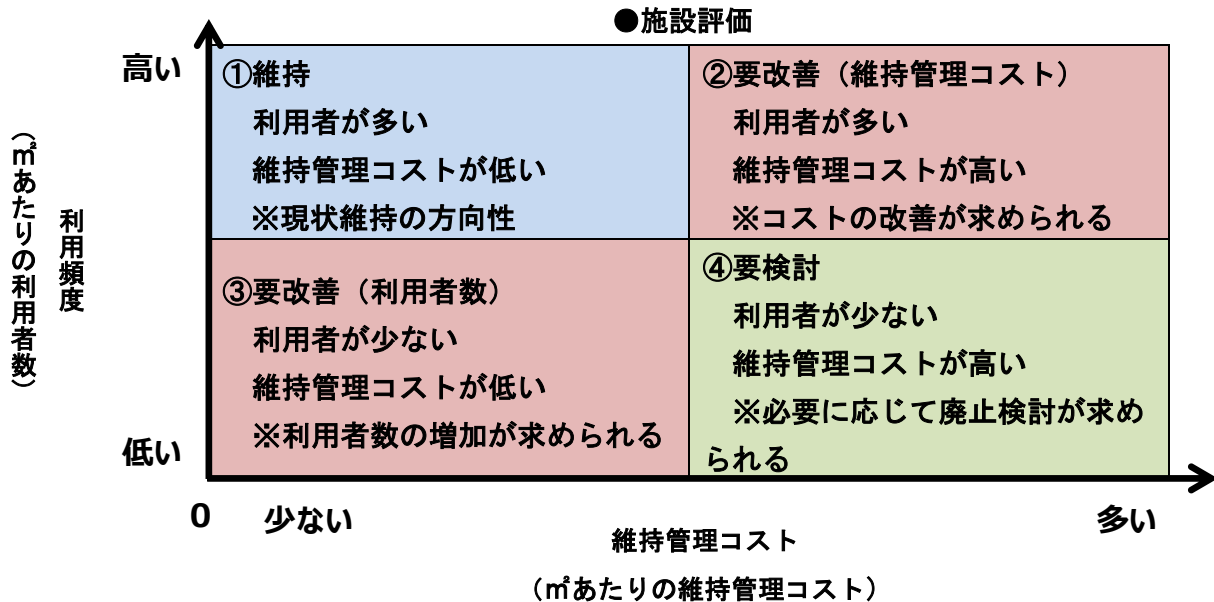 ●施設評価
高い
①維持
利用者が多い
維持管理コストが低い
※現状維持の方向性
②要改善（維持管理コスト）
利用者が多い
維持管理コストが高い
※コストの改善が求められる
利用頻度
（㎡あたりの利用者数）
③要改善（利用者数）
利用者が少ない
維持管理コストが低い
※利用者数の増加が求められる
④要検討
利用者が少ない
維持管理コストが高い
※必要に応じて廃止検討が求め
られる
低い
0 少ない
多い
維持管理コスト
（㎡あたりの維持管理コスト）